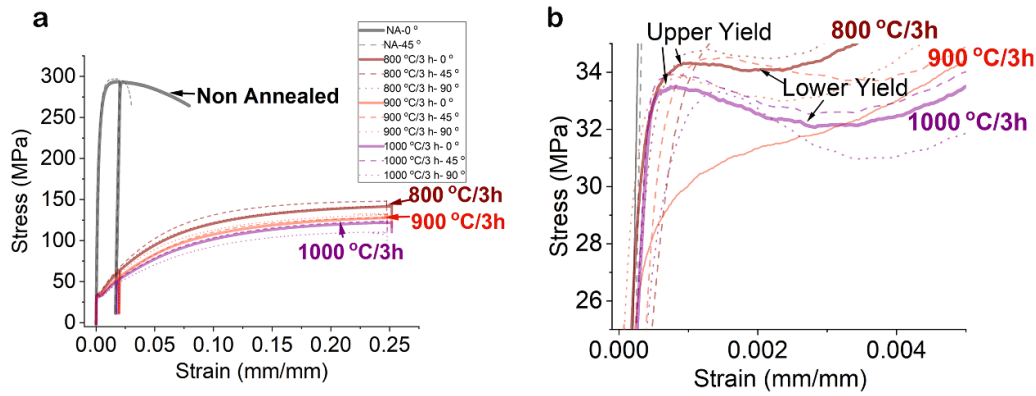 a
300
250
200
150
100
50
0
Stress (MPa)
0.00 0.05 0.10 0.15 0.20 0.25
Strain (mm/mm)
Non Annealed
NA-0 °
NA-45 °
800 °C/3 h- 0 °
800 °C/3 h- 45 °
800 °C/3 h- 90 °
900 °C/3 h- 0 °
900 °C/3 h- 45 °
900 °C/3 h- 90 °
1000 °C/3 h- 0 °
1000 °C/3 h- 45 °
1000 °C/3 h- 90 °
800 °C/3h
900 °C/3h
1000 °C/3h
b
34
32
31
29
28
26
Stress (MPa)
0.000 0.002 0.004
Strain (mm/mm)
Upper Yield
Lower Yield
800 °C/3h
900 °C/3h
1000 °C/3h